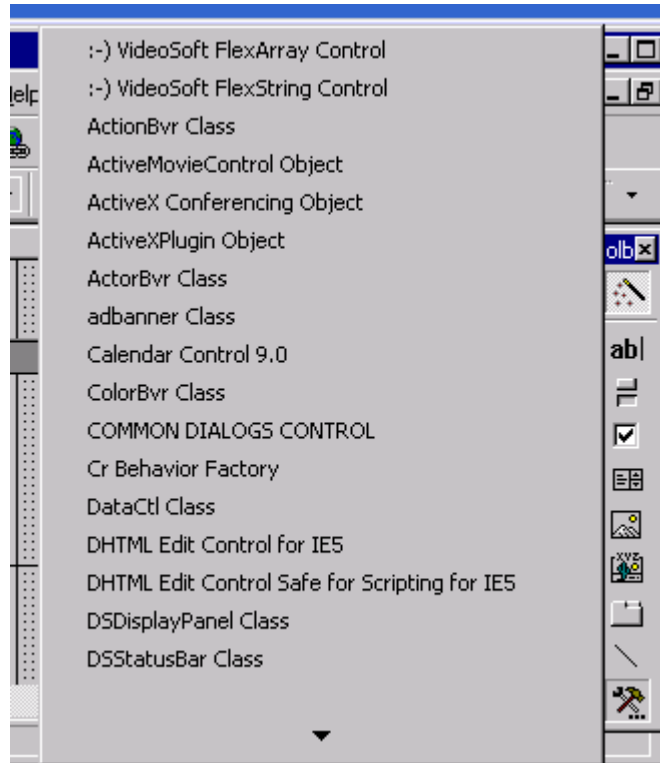 :-) VideoSoft FlexArray Control
:-) VideoSoft FlexString Control
elp
ActionBvr Class
ActiveMovieControl Object
ActiveX Conferencing Object
ActiveXPlugin Object
olb
ActorBvr Class
adbanner Class
Calendar Control 9.0
ab|
ColorBvr Class
COMMON DIALOGS CONTROL
Cr Behavior Factory
DataCtl Class
DHTML Edit Control for IE5
DHTML Edit Control Safe for Scripting for IE5
DSDisplayPanel Class
DSStatusBar Class